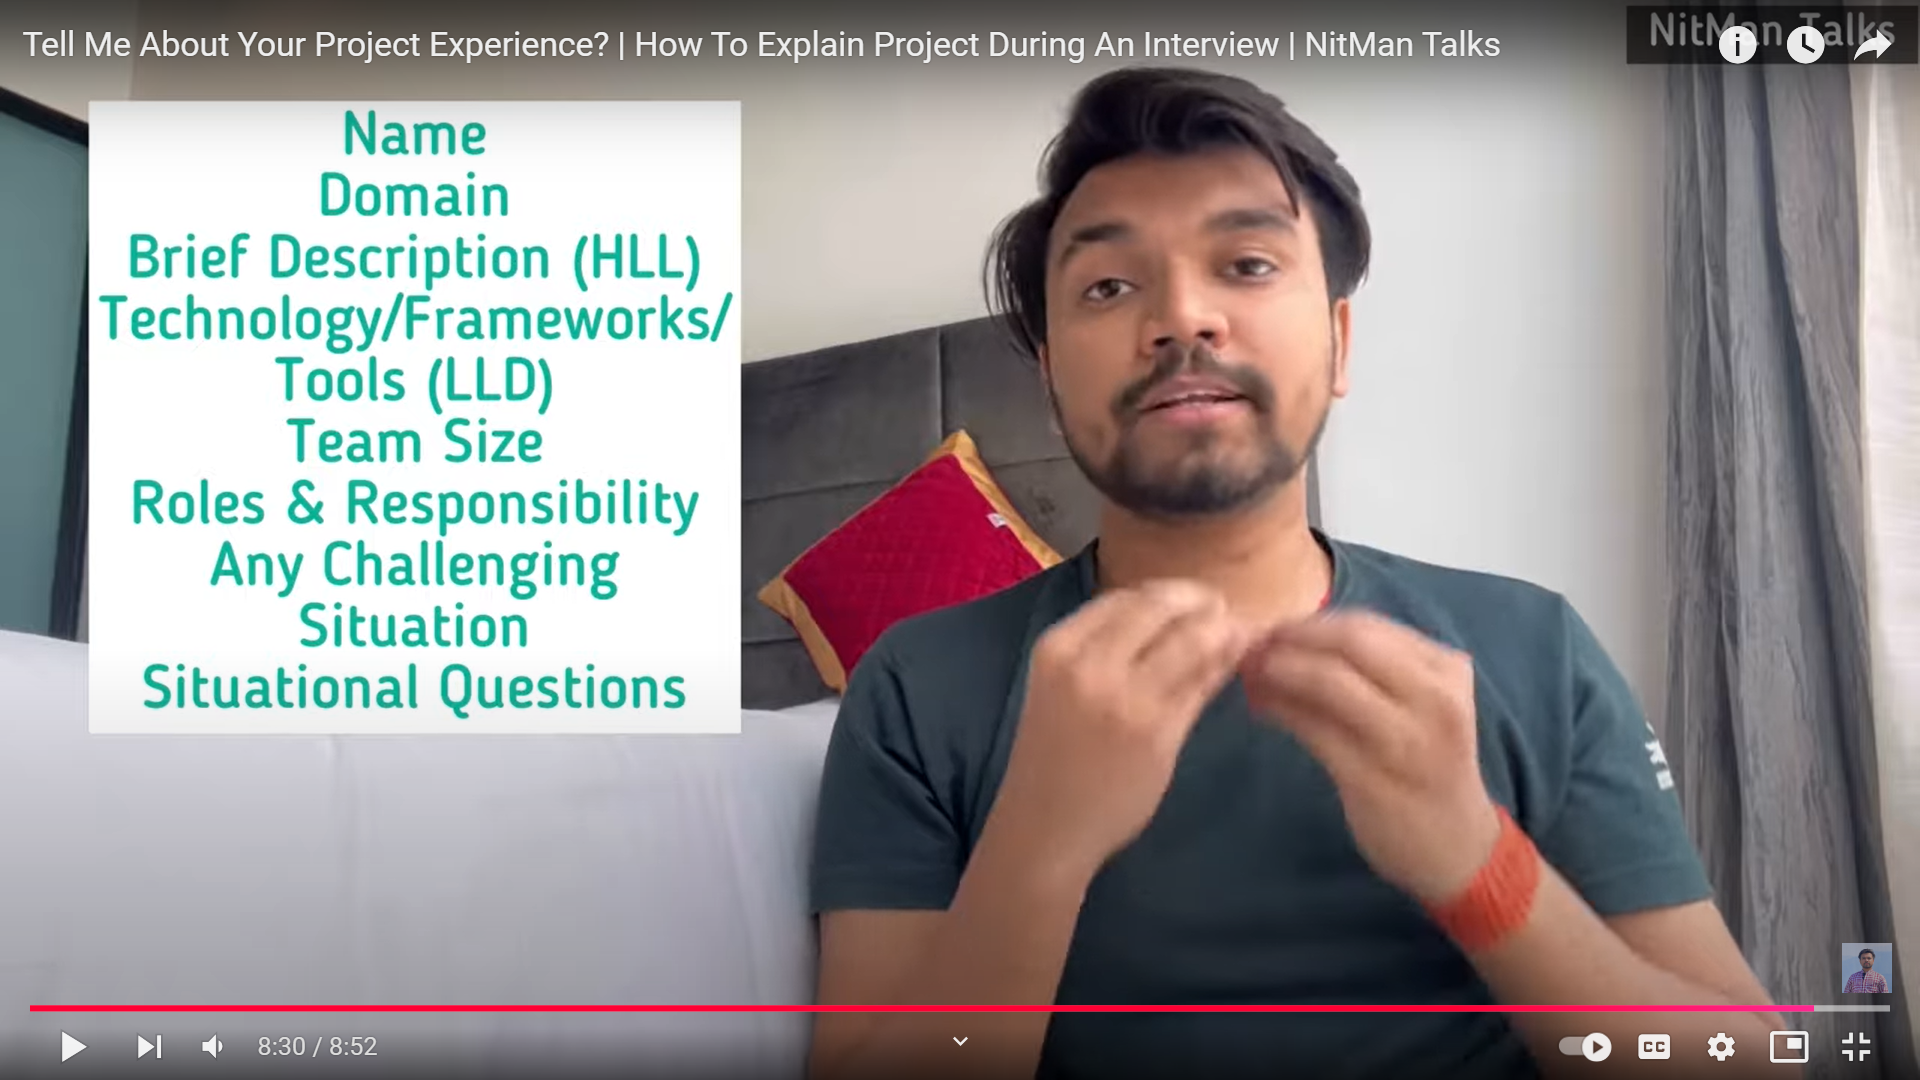 Tell Me About Your Project Experience? | How To Explain Project During An Interview | NitMan Talks
NitMan Talks
Name
Domain
Brief Description (HLL)
Technology/Frameworks/
Tools (LLD)
Team Size
Roles & Responsibility
Any Challenging
Situation
Situational Questions
8:30 / 8:52
CC